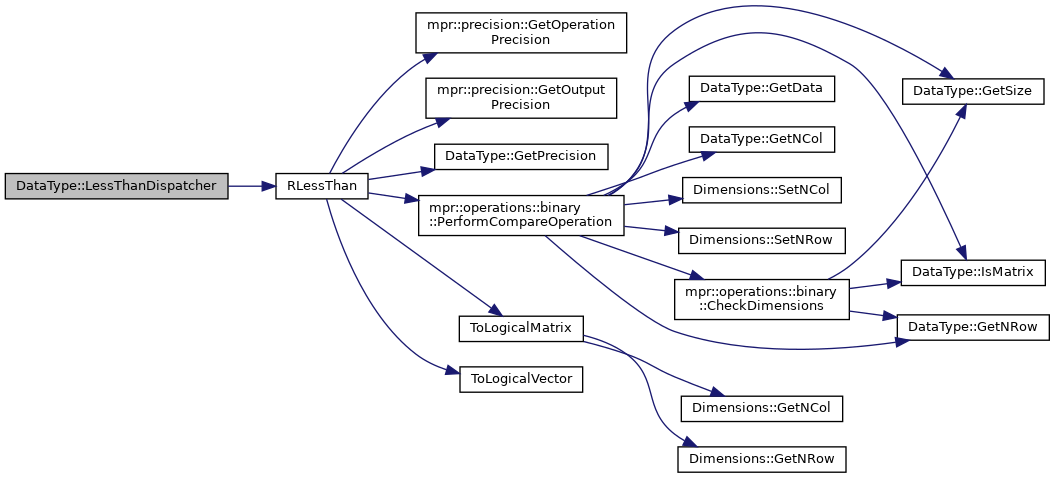 DataType::LessThanDispatcher
RLessThan
mpr::precision::GetOperation
Precision
mpr::precision::GetOutput
Precision
DataType::GetPrecision
mpr::operations::binary
::PerformCompareOperation
ToLogicalMatrix
ToLogicalVector
DataType::GetData
DataType::GetNCol
Dimensions::SetNCol
Dimensions::SetNRow
mpr::operations::binary
::CheckDimensions
Dimensions::GetNCol
Dimensions::GetNRow
DataType::GetSize
DataType::IsMatrix
DataType::GetNRow